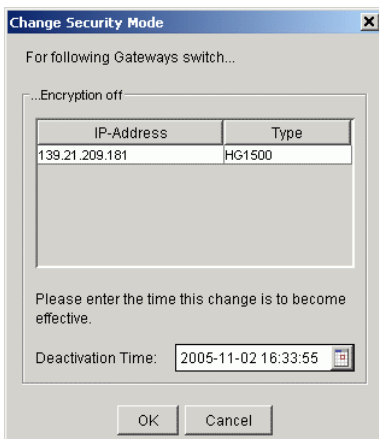 Change Security Mode
For following Gateways switch...
...Encryption off
IP-Address Type
139.21.209.181 HG1500
Please enter the time this change is to become
effective.
Deactivation Time: 2005-11-02 16:33:55
OK Cancel